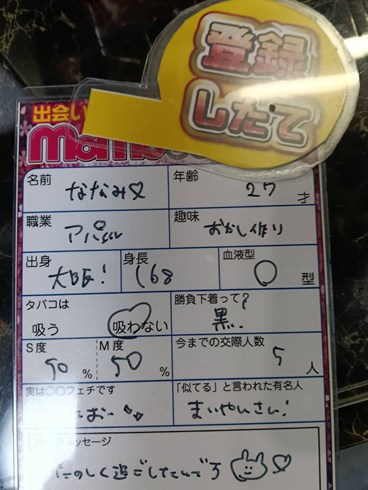 登録
したて
出会い
名前 ななみ♡ 年齢 27 才
職業 アパレル 趣味 おかし作り
出身 大阪! 身長 168 血液型 O 型
タバコは 吸う 吸わない 勝負下着って? 黒.
S度 50 % M度 50 % 今までの交際人数 5 人
実は○○フェチです 「似てる」と言われた有名人
におい まいやんさん!
メッセージ
たのしく過ごしたいです